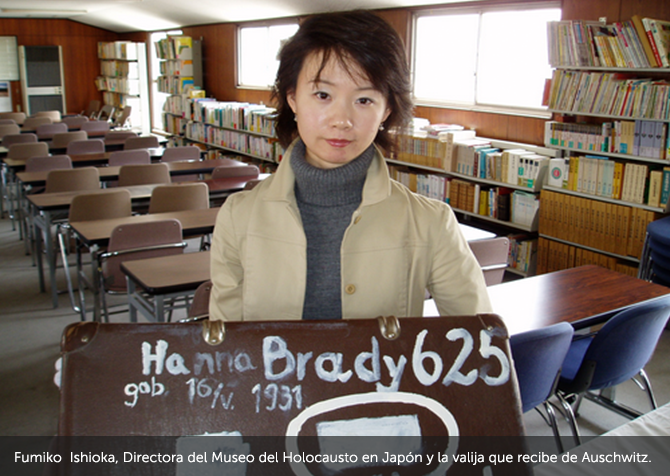 Hanna Brady 625
gab. 16/V. 1931
Fumiko Ishioka, Directora del Museo del Holocausto en Japón y la valija que recibe de Auschwitz.